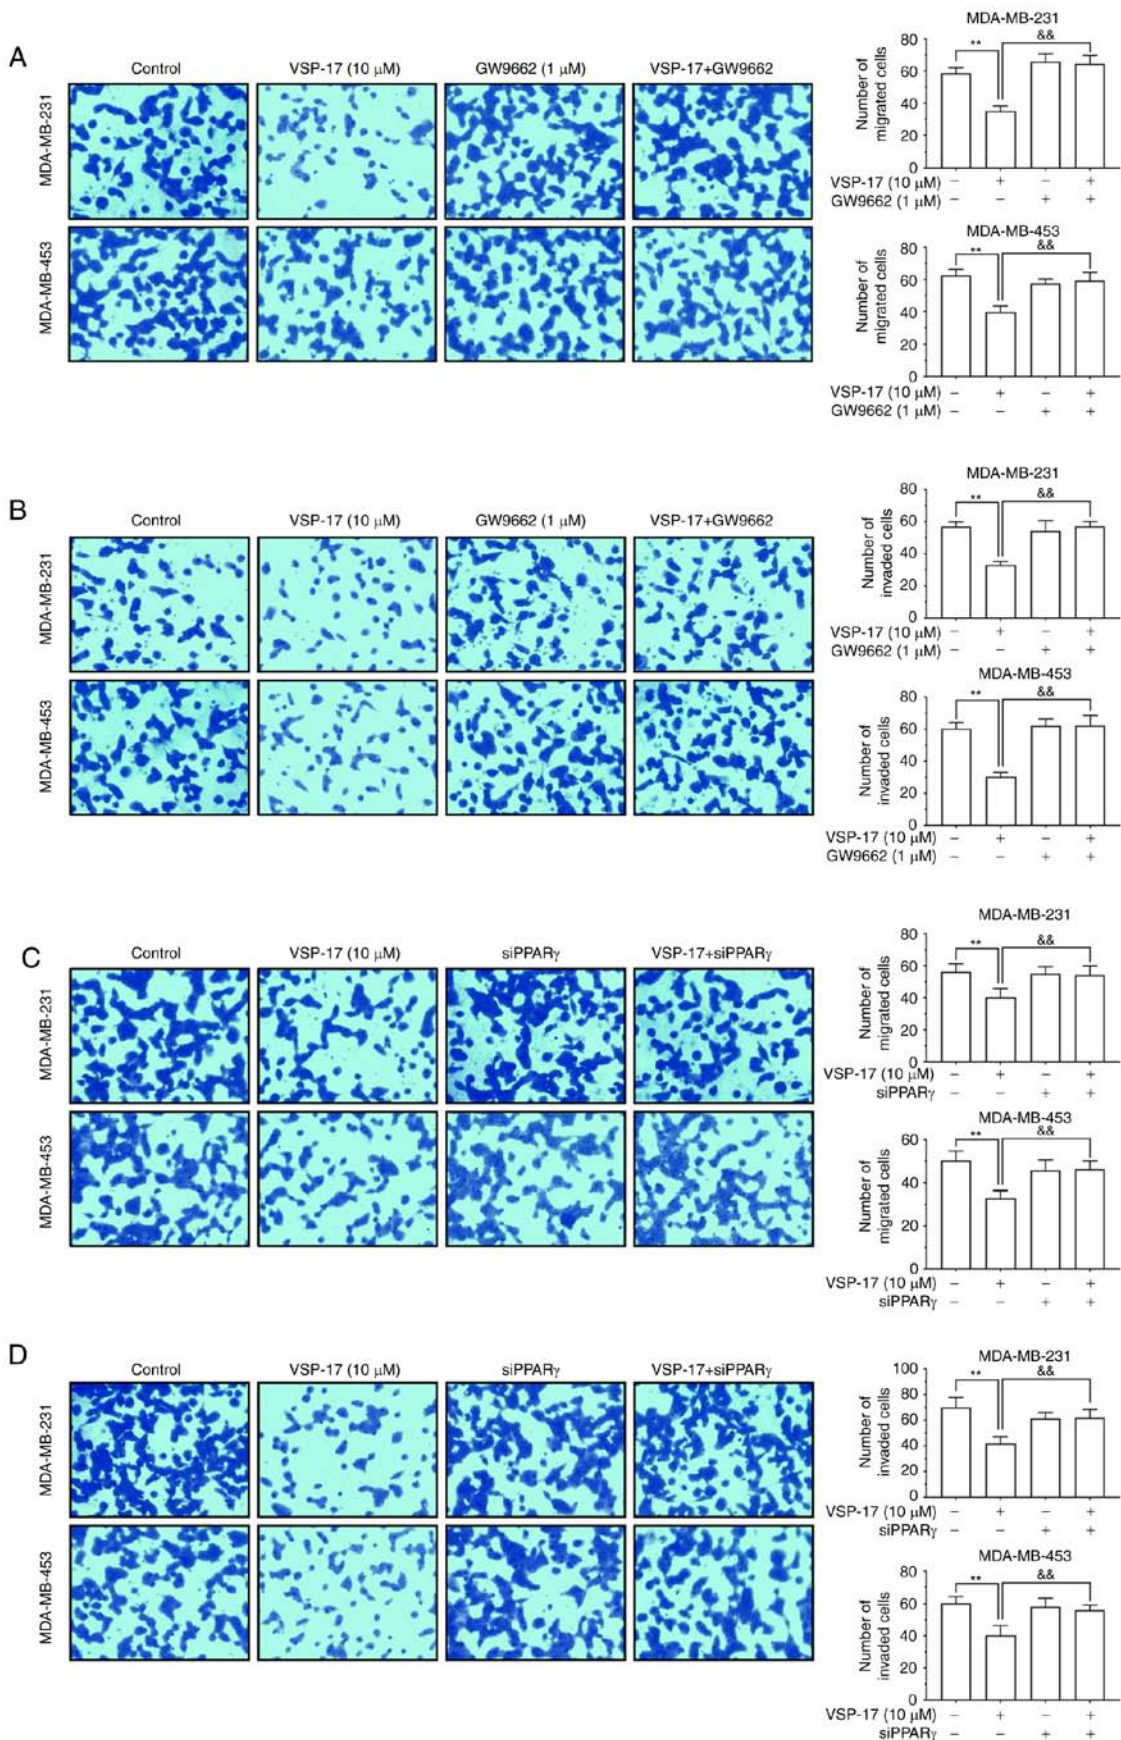 A
Control VSP-17 (10 μM) GW9662 (1 μM) VSP-17+GW9662
MDA-MB-231
MDA-MB-453
MDA-MB-231
Number of
migrated cells
80
60
40
20
0
** &&
VSP-17 (10 μM) – + – +
GW9662 (1 μM) – – + +
MDA-MB-453
Number of
migrated cells
80
60
40
20
0
** &&
VSP-17 (10 μM) – + – +
GW9662 (1 μM) – – + +
B
Control VSP-17 (10 μM) GW9662 (1 μM) VSP-17+GW9662
MDA-MB-231
MDA-MB-453
MDA-MB-231
Number of
invaded cells
80
60
40
20
0
** &&
VSP-17 (10 μM) – + – +
GW9662 (1 μM) – – + +
MDA-MB-453
Number of
invaded cells
80
60
40
20
0
** &&
VSP-17 (10 μM) – + – +
GW9662 (1 μM) – – + +
C
Control VSP-17 (10 μM) siPPARγ VSP-17+siPPARγ
MDA-MB-231
MDA-MB-453
MDA-MB-231
Number of
migrated cells
80
60
40
20
0
** &&
VSP-17 (10 μM) – + – +
siPPARγ – – + +
MDA-MB-453
Number of
migrated cells
60
40
20
0
** &&
VSP-17 (10 μM) – + – +
siPPARγ – – + +
D
Control VSP-17 (10 μM) siPPARγ VSP-17+siPPARγ
MDA-MB-231
MDA-MB-453
MDA-MB-231
Number of
invaded cells
100
80
60
40
20
0
** &&
VSP-17 (10 μM) – + – +
siPPARγ – – + +
MDA-MB-453
Number of
invaded cells
80
60
40
20
0
** &&
VSP-17 (10 μM) – + – +
siPPARγ – – + +